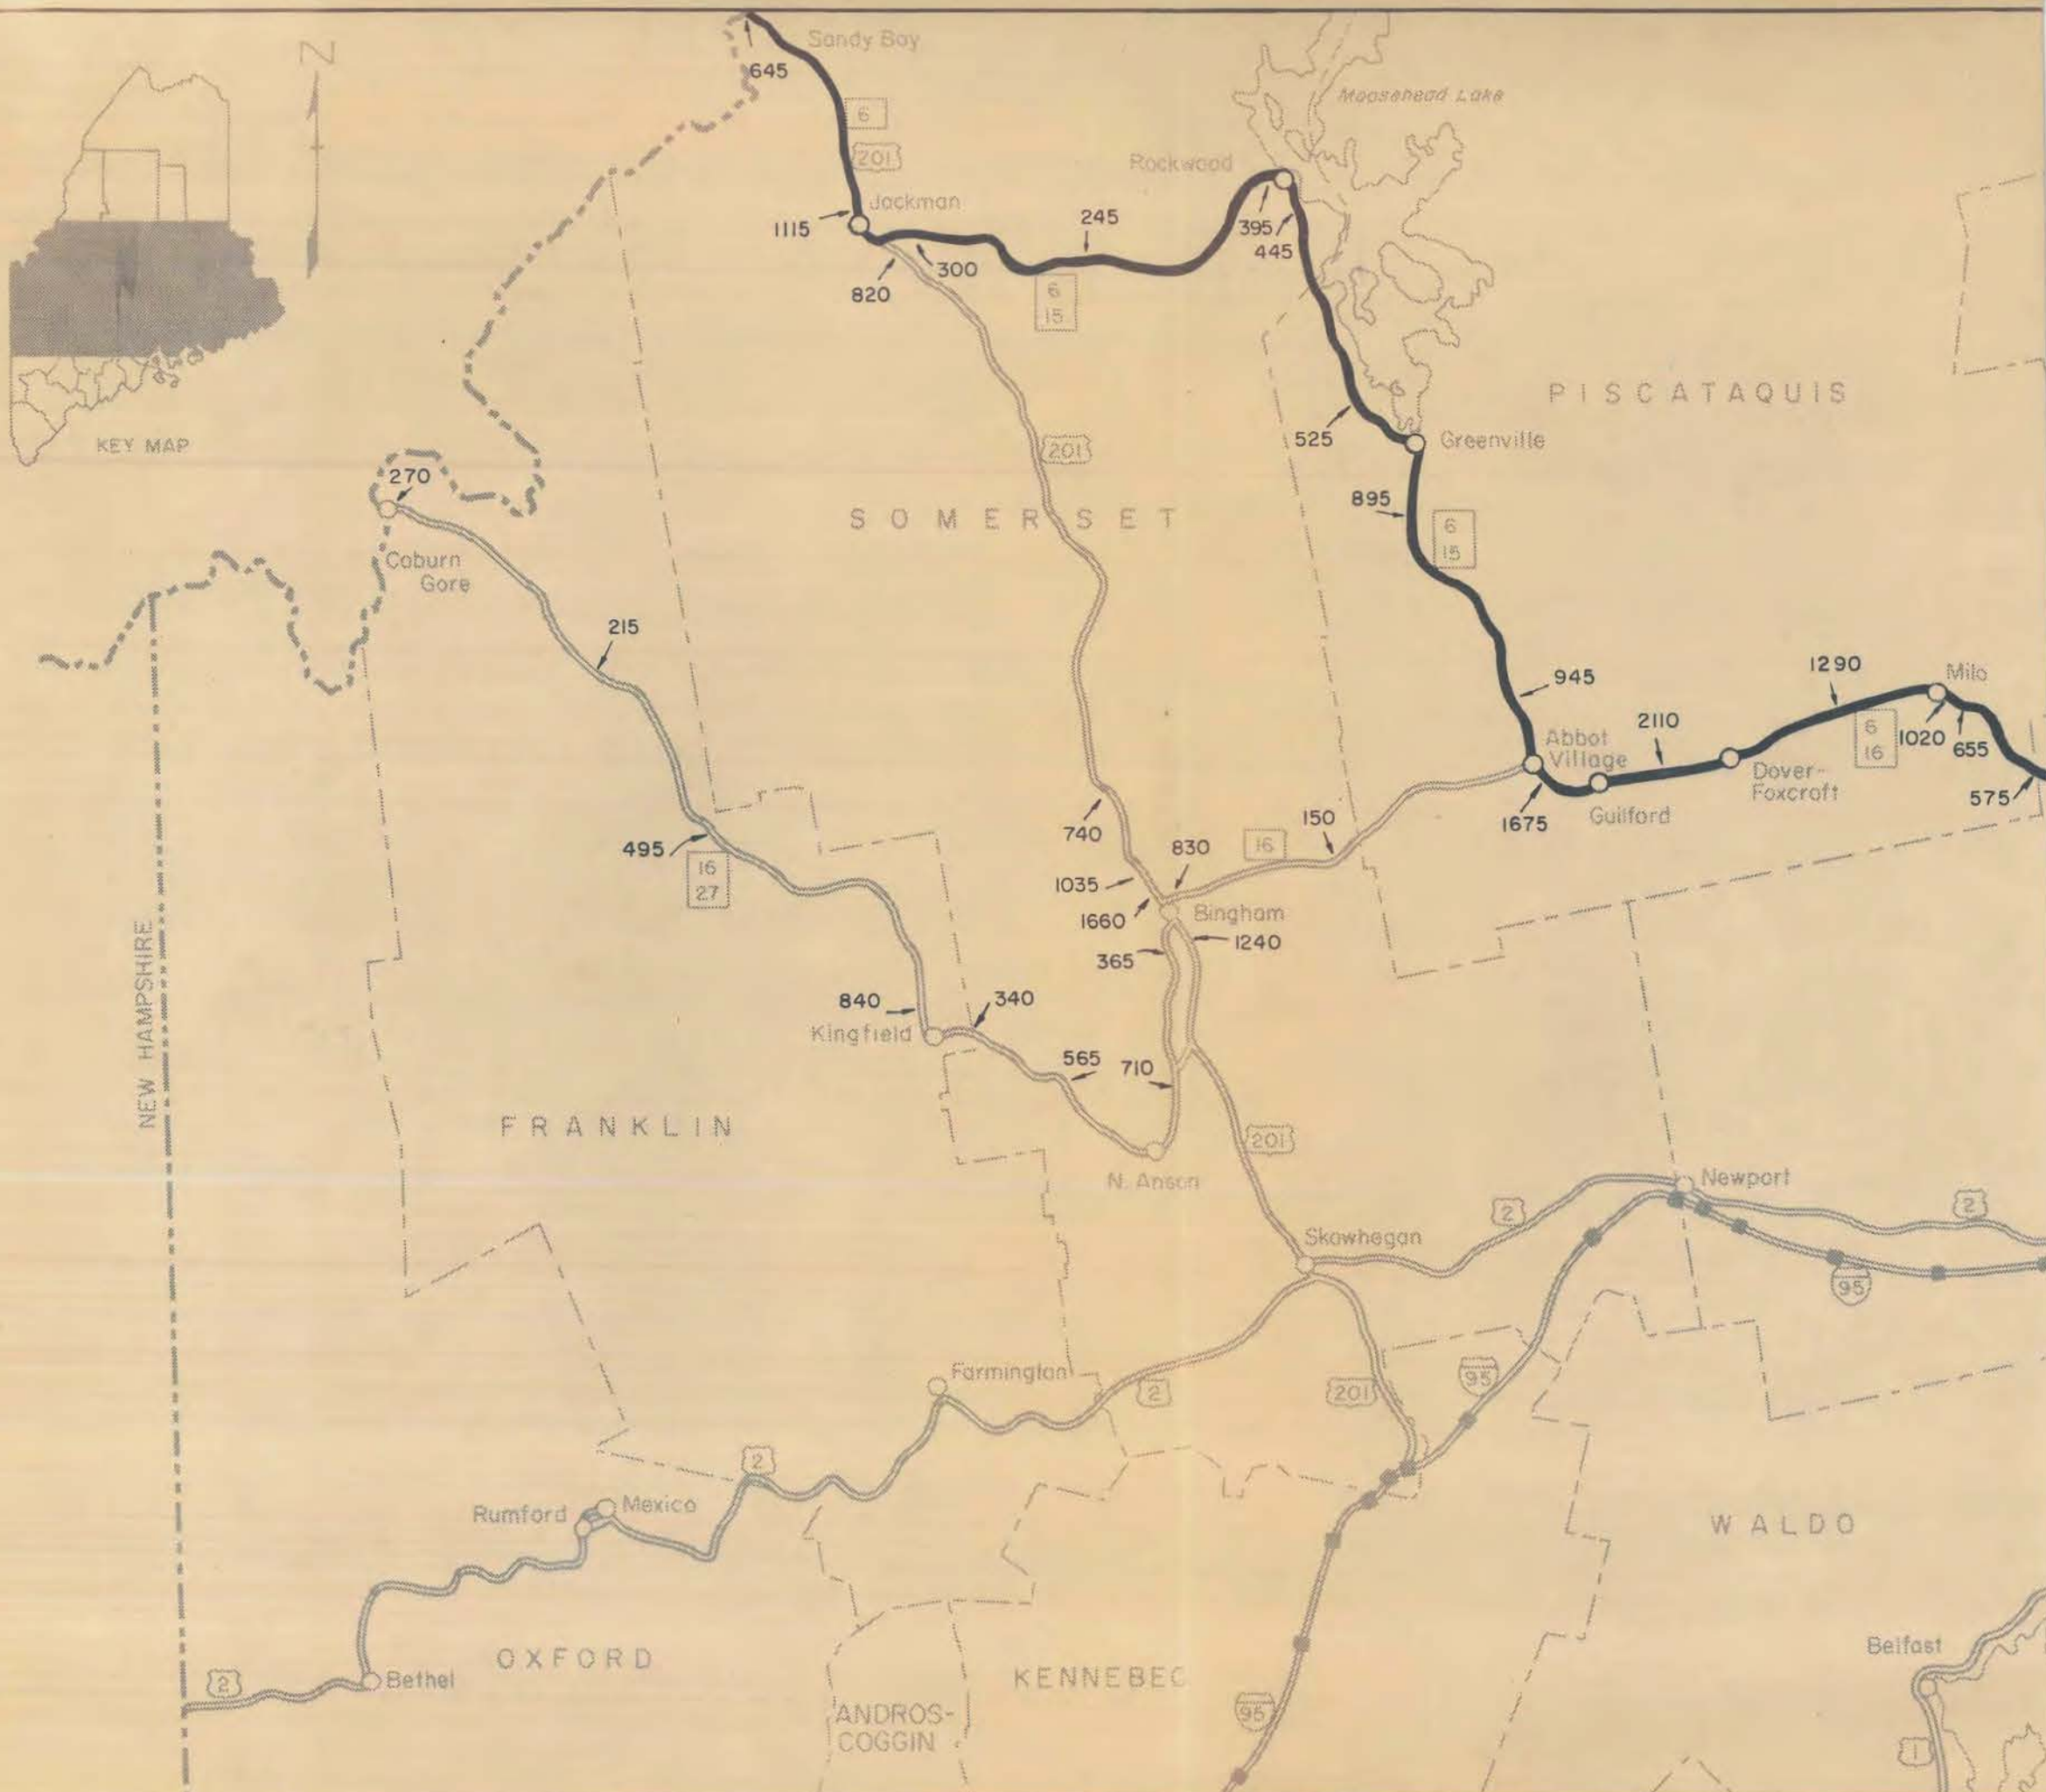 N
KEY MAP
Sandy Bay
645
6
201
Moosehead Lake
Rockwood
Jackman
1115
245
395
445
300
820
6
15
PISCATAQUIS
525
Greenville
201
270
895
SOMERSET
6
15
Coburn
Gore
215
945
1290
Milo
2110
Abbot
Village
6
16
1020
655
Dover-
Foxcroft
575
1675
Guilford
740
150
830
16
495
16
27
1035
1660
Bingham
1240
365
NEW HAMPSHIRE
840
340
Kingfield
565
710
FRANKLIN
201
N. Anson
Newport
2
2
Skowhegan
95
Farmington
2
201
95
2
Rumford
Mexico
WALDO
Belfast
OXFORD
KENNEBEC
2
Bethel
95
ANDROS-
COGGIN
1